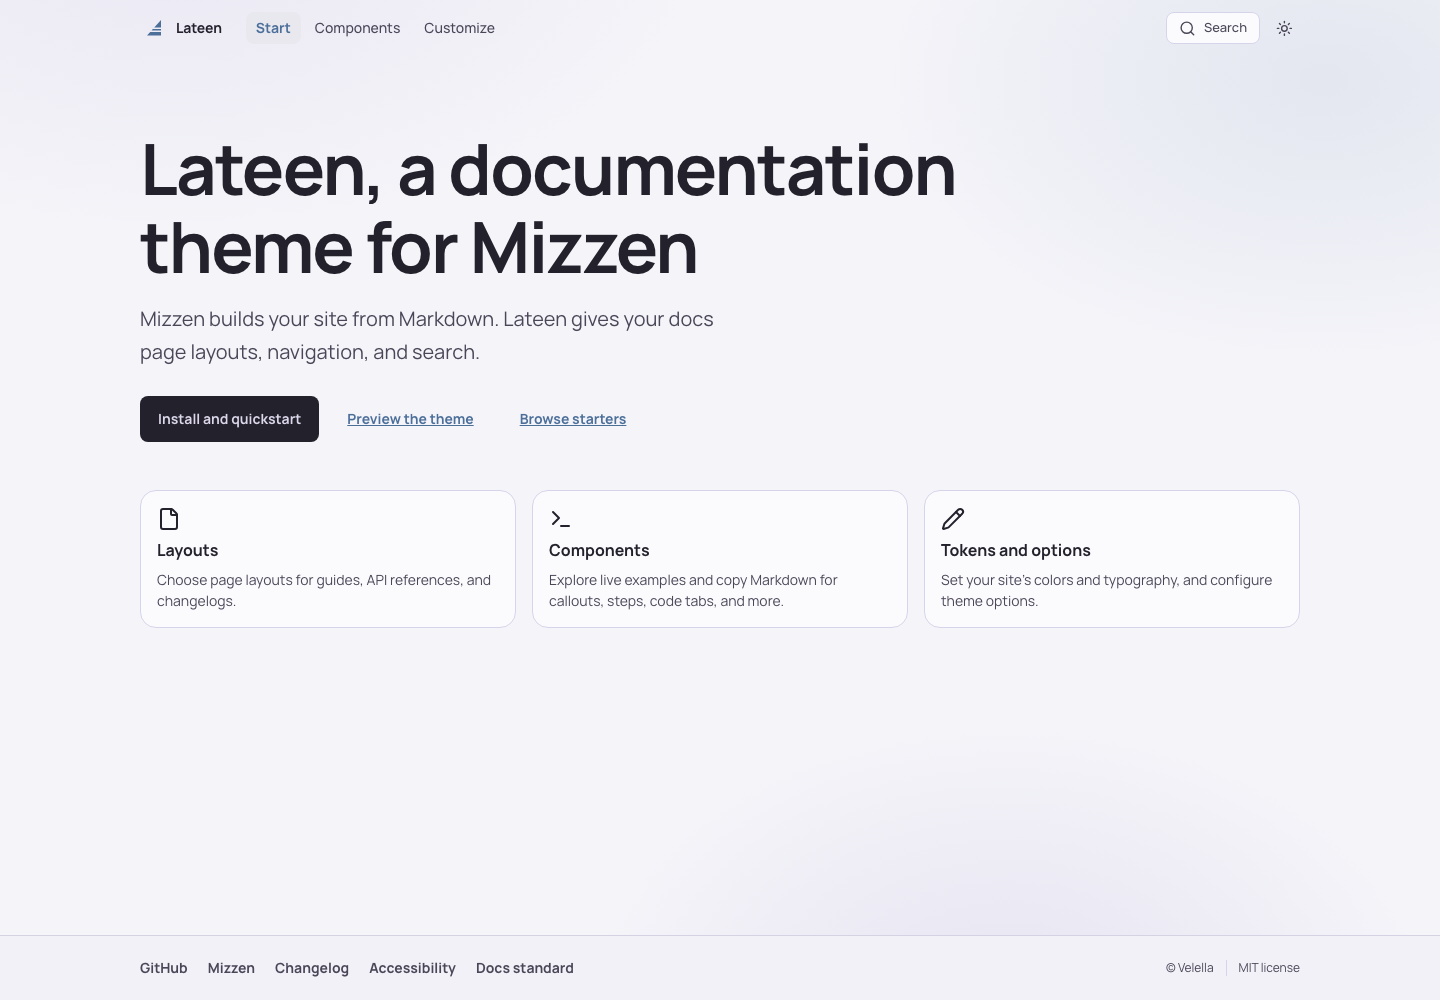 Lateen
Start
Components
Customize
Search
Lateen, a documentation
theme for Mizzen
Mizzen builds your site from Markdown. Lateen gives your docs
page layouts, navigation, and search.
Install and quickstart
Preview the theme
Browse starters
Layouts
Choose page layouts for guides, API references, and
changelogs.
Components
Explore live examples and copy Markdown for
callouts, steps, code tabs, and more.
Tokens and options
Set your site’s colors and typography, and configure
theme options.
GitHub
Mizzen
Changelog
Accessibility
Docs standard
© Velella
MIT license